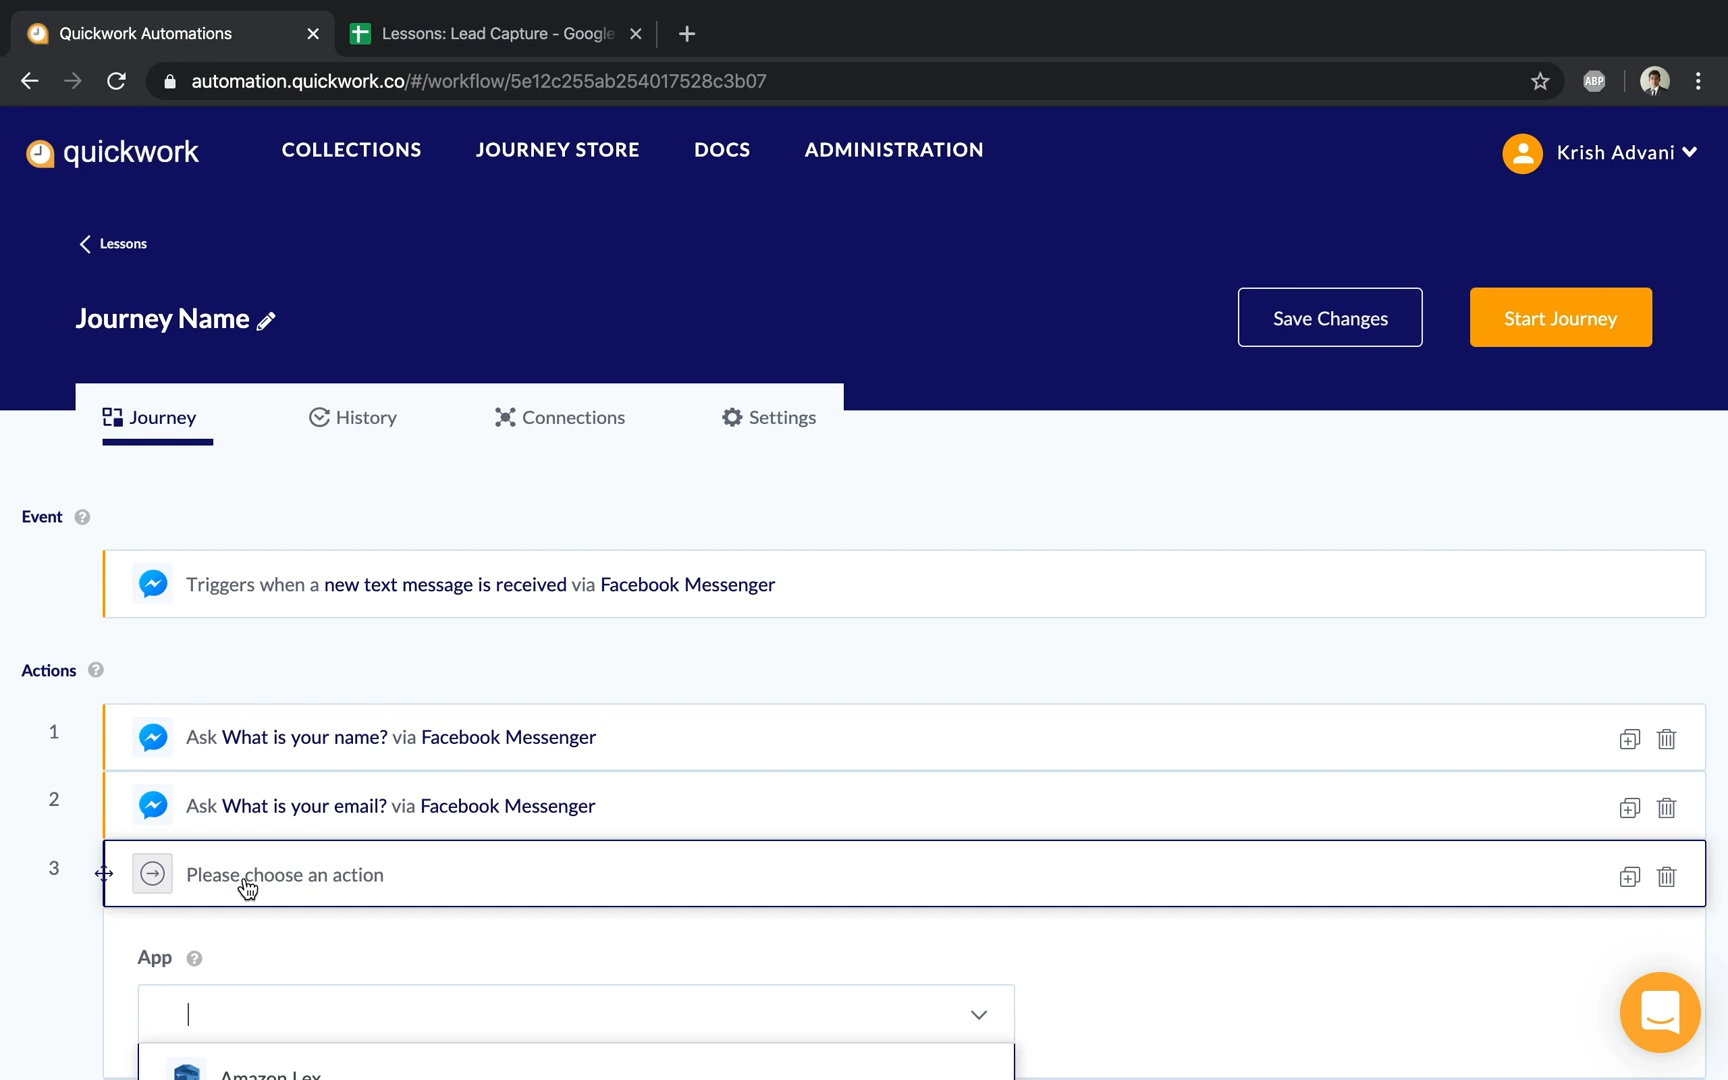 Quickwork Automations
Lessons: Lead Capture - Google
automation.quickwork.co/#/workflow/5e12c255ab254017528c3b07
ABP
quickwork
COLLECTIONS
JOURNEY STORE
DOCS
ADMINISTRATION
Krish Advani
Lessons
Journey Name
Save Changes
Start Journey
Journey
History
Connections
Settings
Event ?
Triggers when a new text message is received via Facebook Messenger
Actions ?
1
Ask What is your name? via Facebook Messenger
2
Ask What is your email? via Facebook Messenger
3
Please choose an action
App ?
Amazon Lex